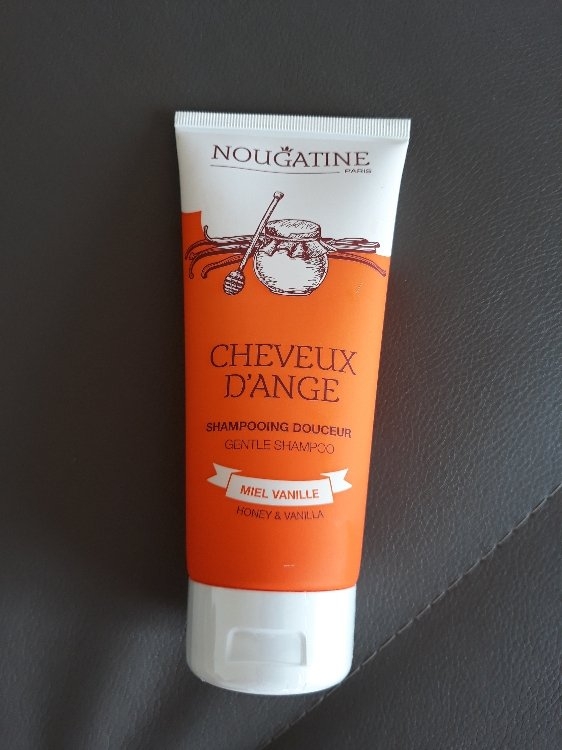 NOUGATINE
PARIS
CHEVEUX
D'ANGE
SHAMPOOING DOUCEUR
GENTLE SHAMPOO
MIEL VANILLE
HONEY & VANILLA